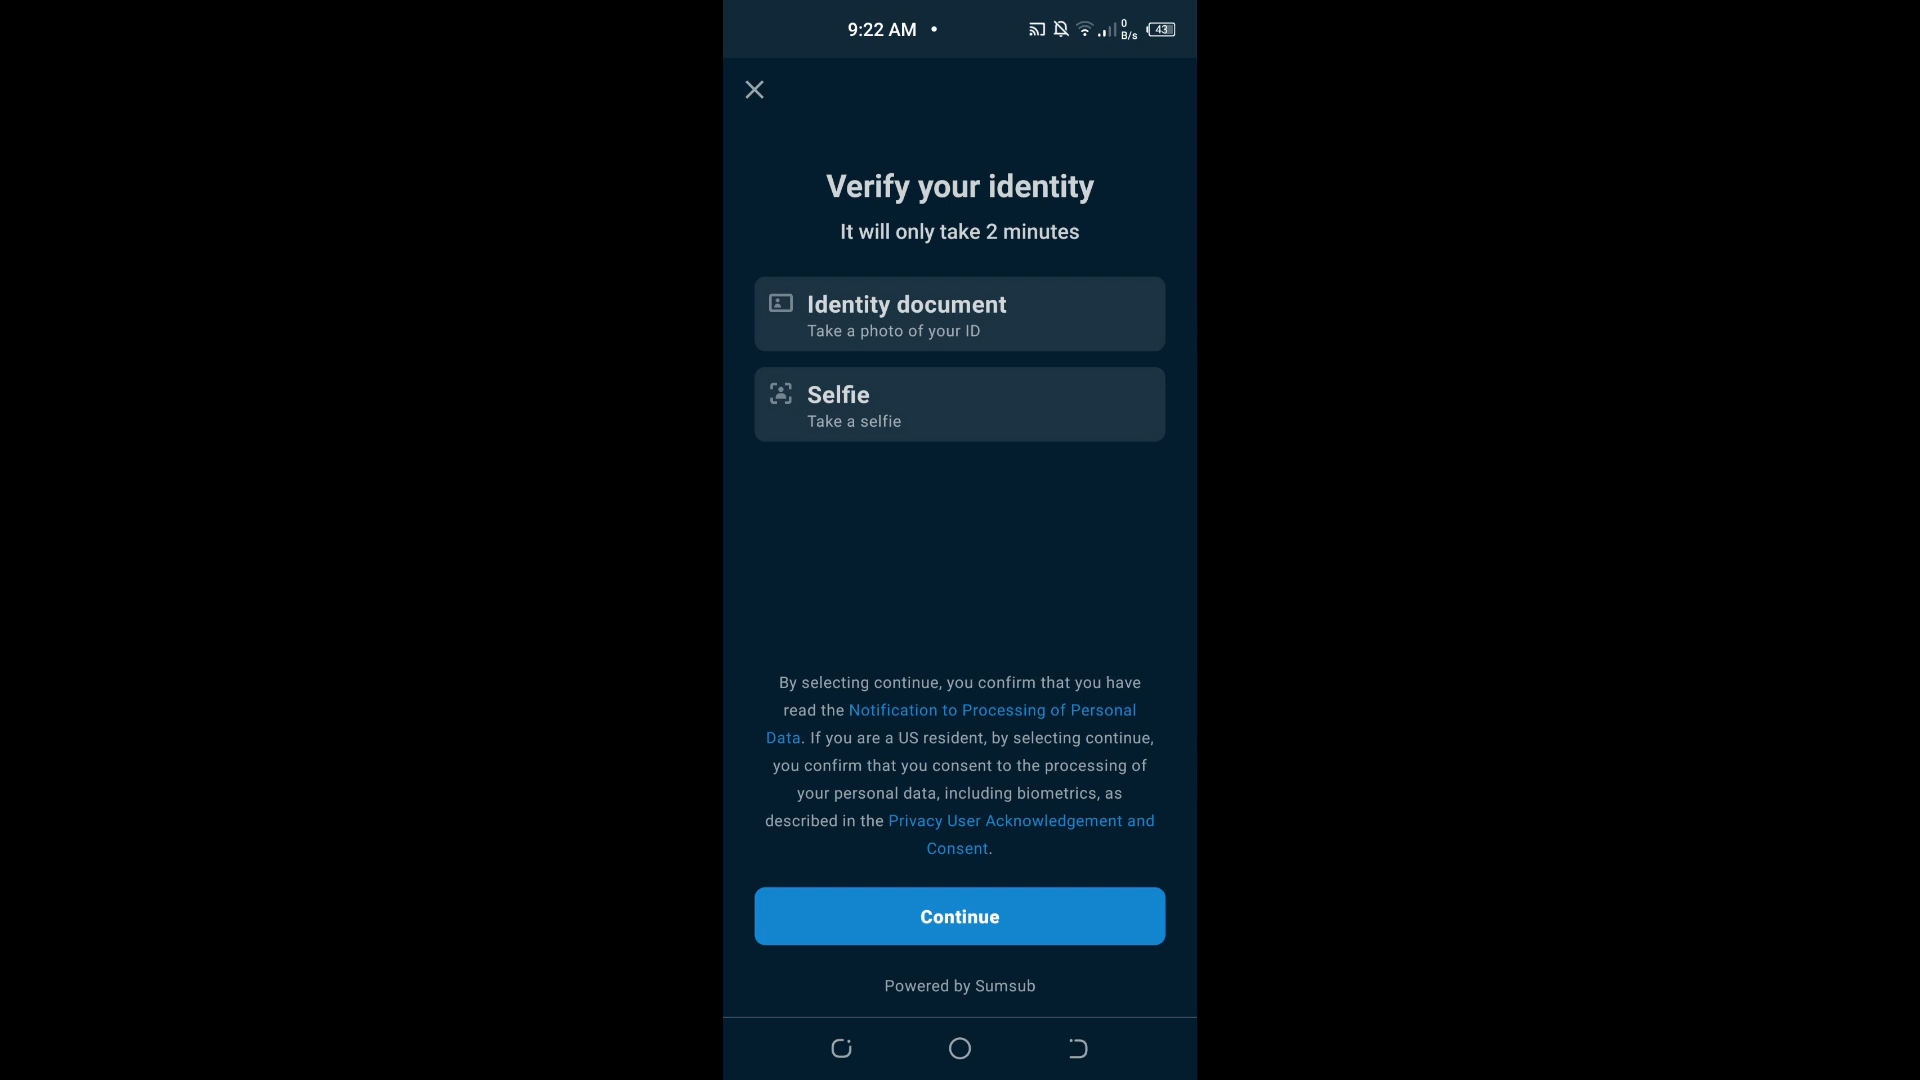 9:22 AM
0
B/s
43
Verify your identity
It will only take 2 minutes
Identity document
Take a photo of your ID
Selfie
Take a selfie
By selecting continue, you confirm that you have
read the Notification to Processing of Personal
Data. If you are a US resident, by selecting continue,
you confirm that you consent to the processing of
your personal data, including biometrics, as
described in the Privacy User Acknowledgement and
Consent.
Continue
Powered by Sumsub